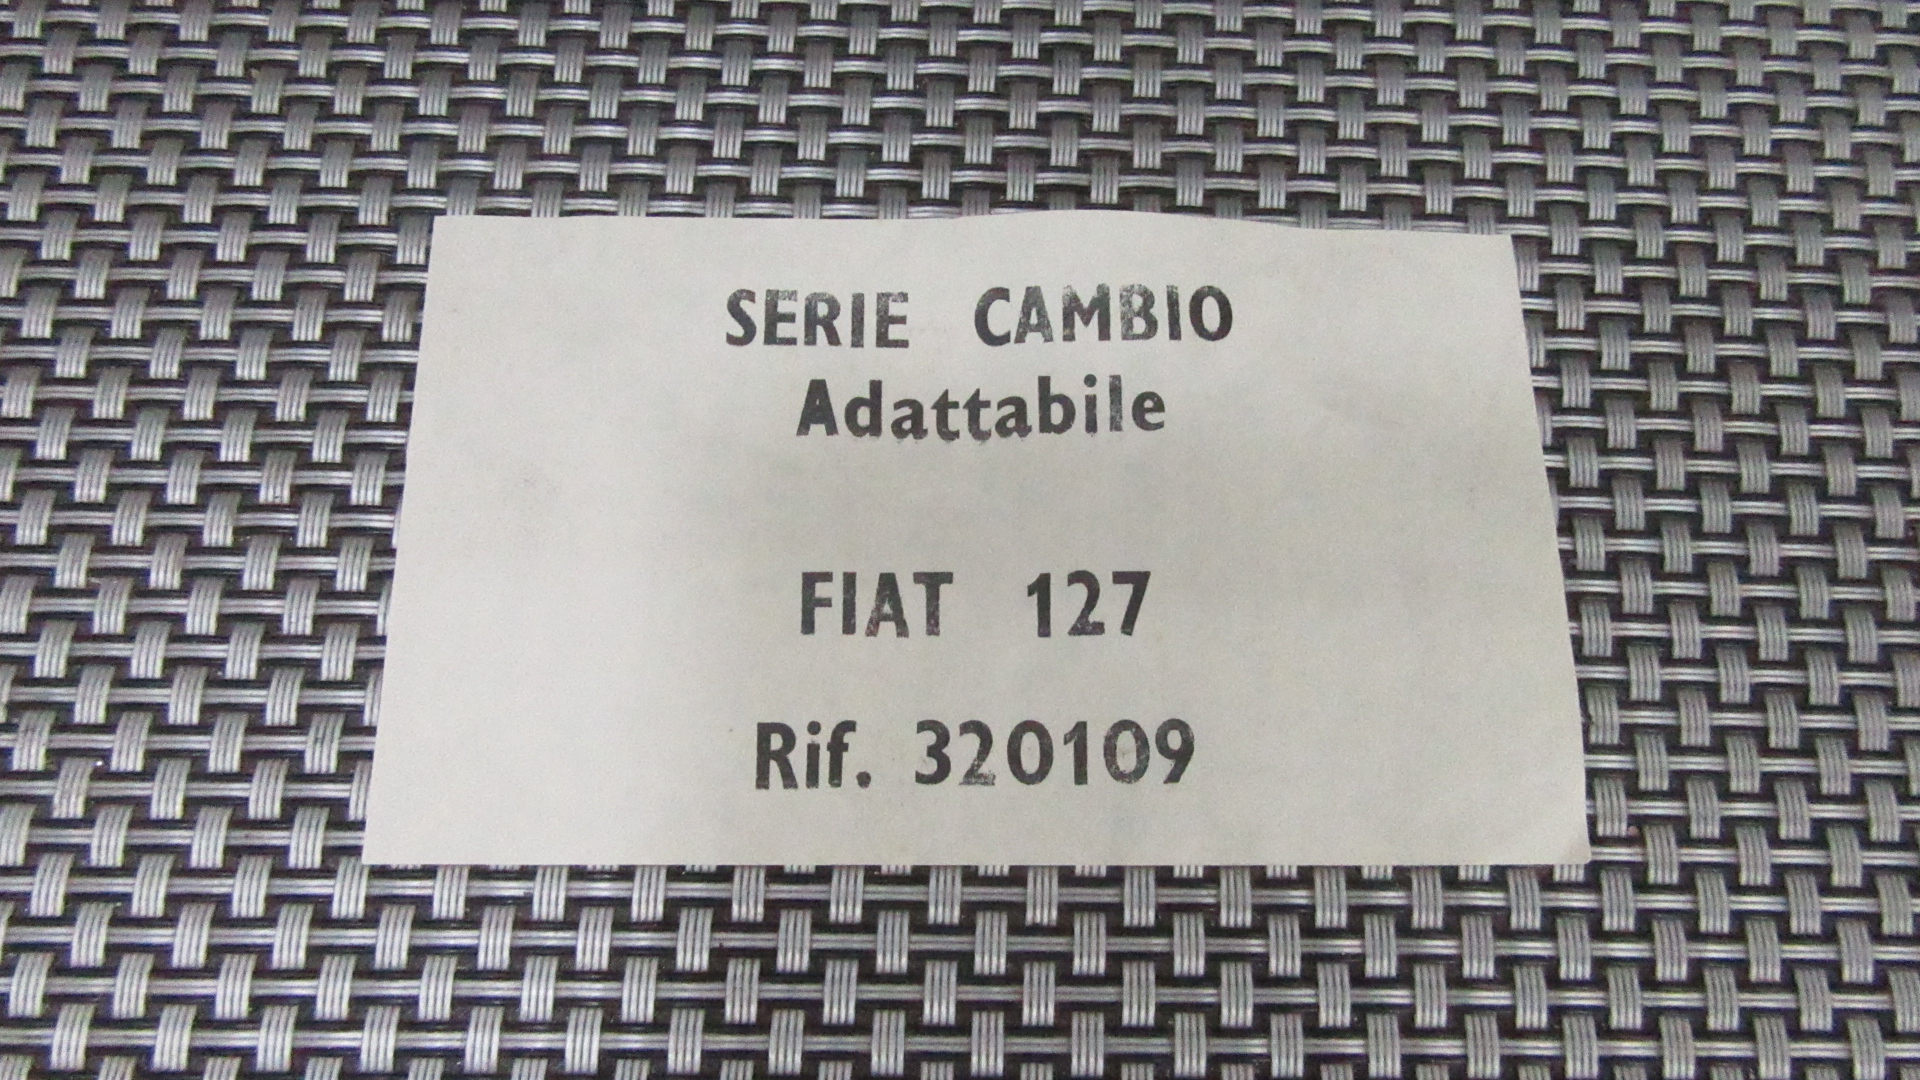 SERIE CAMBIO
Adattabile
FIAT 127
Rif. 320109